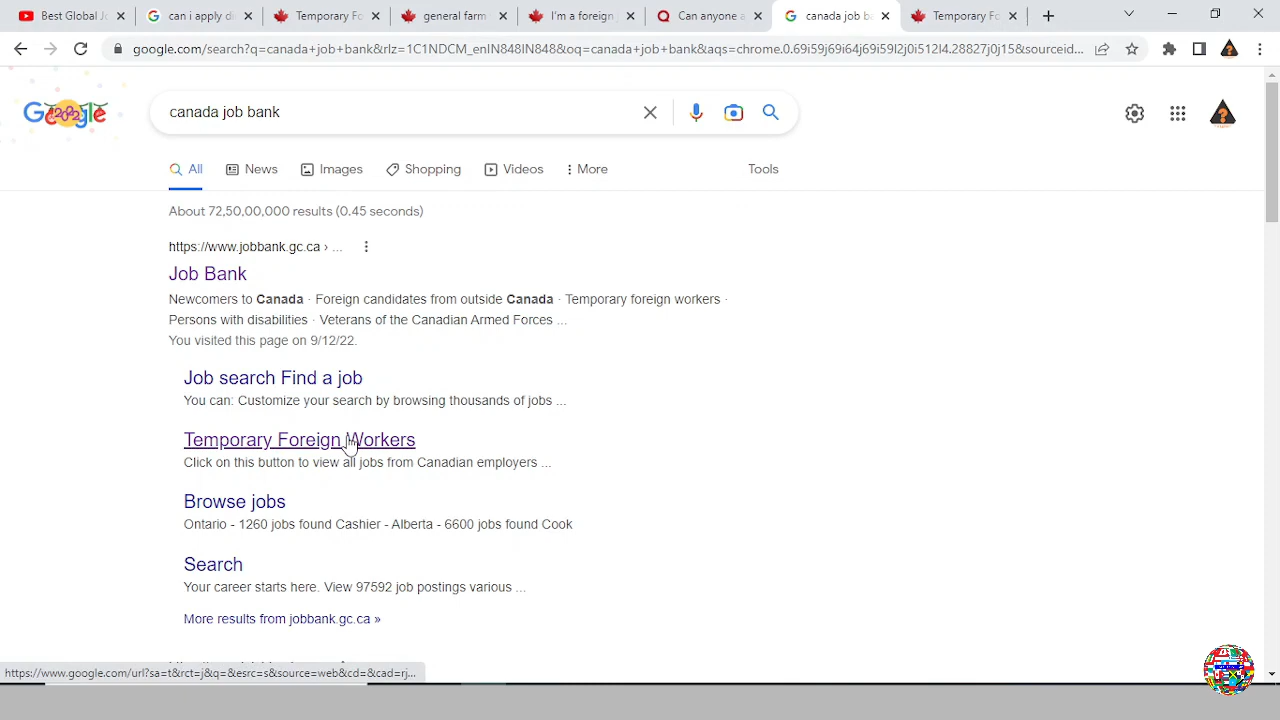 Best Global Jo
can i apply di
Temporary Fo
general farm
I'm a foreign
Can anyone a
canada job ba
Temporary Fo
google.com/search?q=canada+job+bank&rlz=1C1NDCM_enIN848IN848&oq=canada+job+bank&aqs=chrome.0.69i59j69i64j69i59l2j0i512l4.28827j0j15&sourceid...
2022
canada job bank
All
News
Images
Shopping
Videos
More
Tools
About 72,50,00,000 results (0.45 seconds)
https://www.jobbank.gc.ca › ...
Job Bank
Newcomers to Canada · Foreign candidates from outside Canada · Temporary foreign workers ·
Persons with disabilities · Veterans of the Canadian Armed Forces ...
You visited this page on 9/12/22.
Job search Find a job
You can: Customize your search by browsing thousands of jobs ...
Temporary Foreign Workers
Click on this button to view all jobs from Canadian employers ...
Browse jobs
Ontario - 1260 jobs found Cashier - Alberta - 6600 jobs found Cook
Search
Your career starts here. View 97592 job postings various ...
More results from jobbank.gc.ca »
https://www.google.com/url?sa=t&rct=j&q=&esrc=s&source=web&cd=&cad=rj...